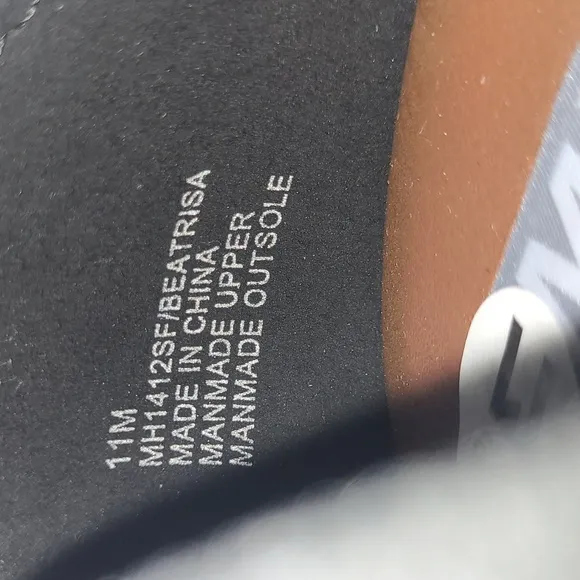 11M
MH1412SF/BEATRISA
MADE IN CHINA
MANMADE UPPER
MANMADE OUTSOLE